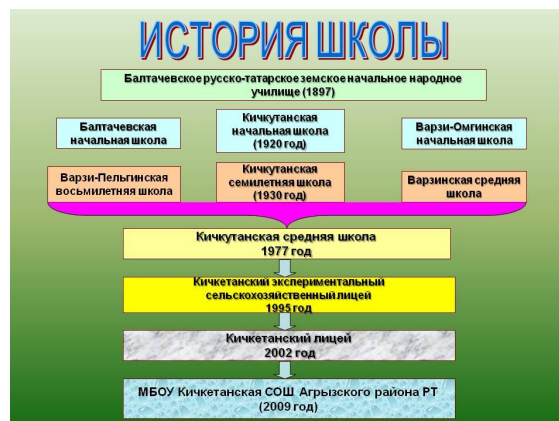 ИСТОРИЯ ШКОЛЫ
Балтачевское русско-татарское земское начальное народное
училище (1897)
Балтачевская
начальная школа
Кичкутанская
начальная школа
(1920 год)
Варзи-Омгинская
начальная школа
Варзи-Пельгинская
восьмилетняя школа
Кичкутанская
семилетняя школа
(1930 год)
Варзинская средняя
школа
Кичкутанская средняя школа
1977 год
Кичкетанский экспериментальный
сельскохозяйственный лицей
1995 год
Кичкетанский лицей
2002 год
МБОУ Кичкетанская СОШ Агрызского района РТ
(2009 год)